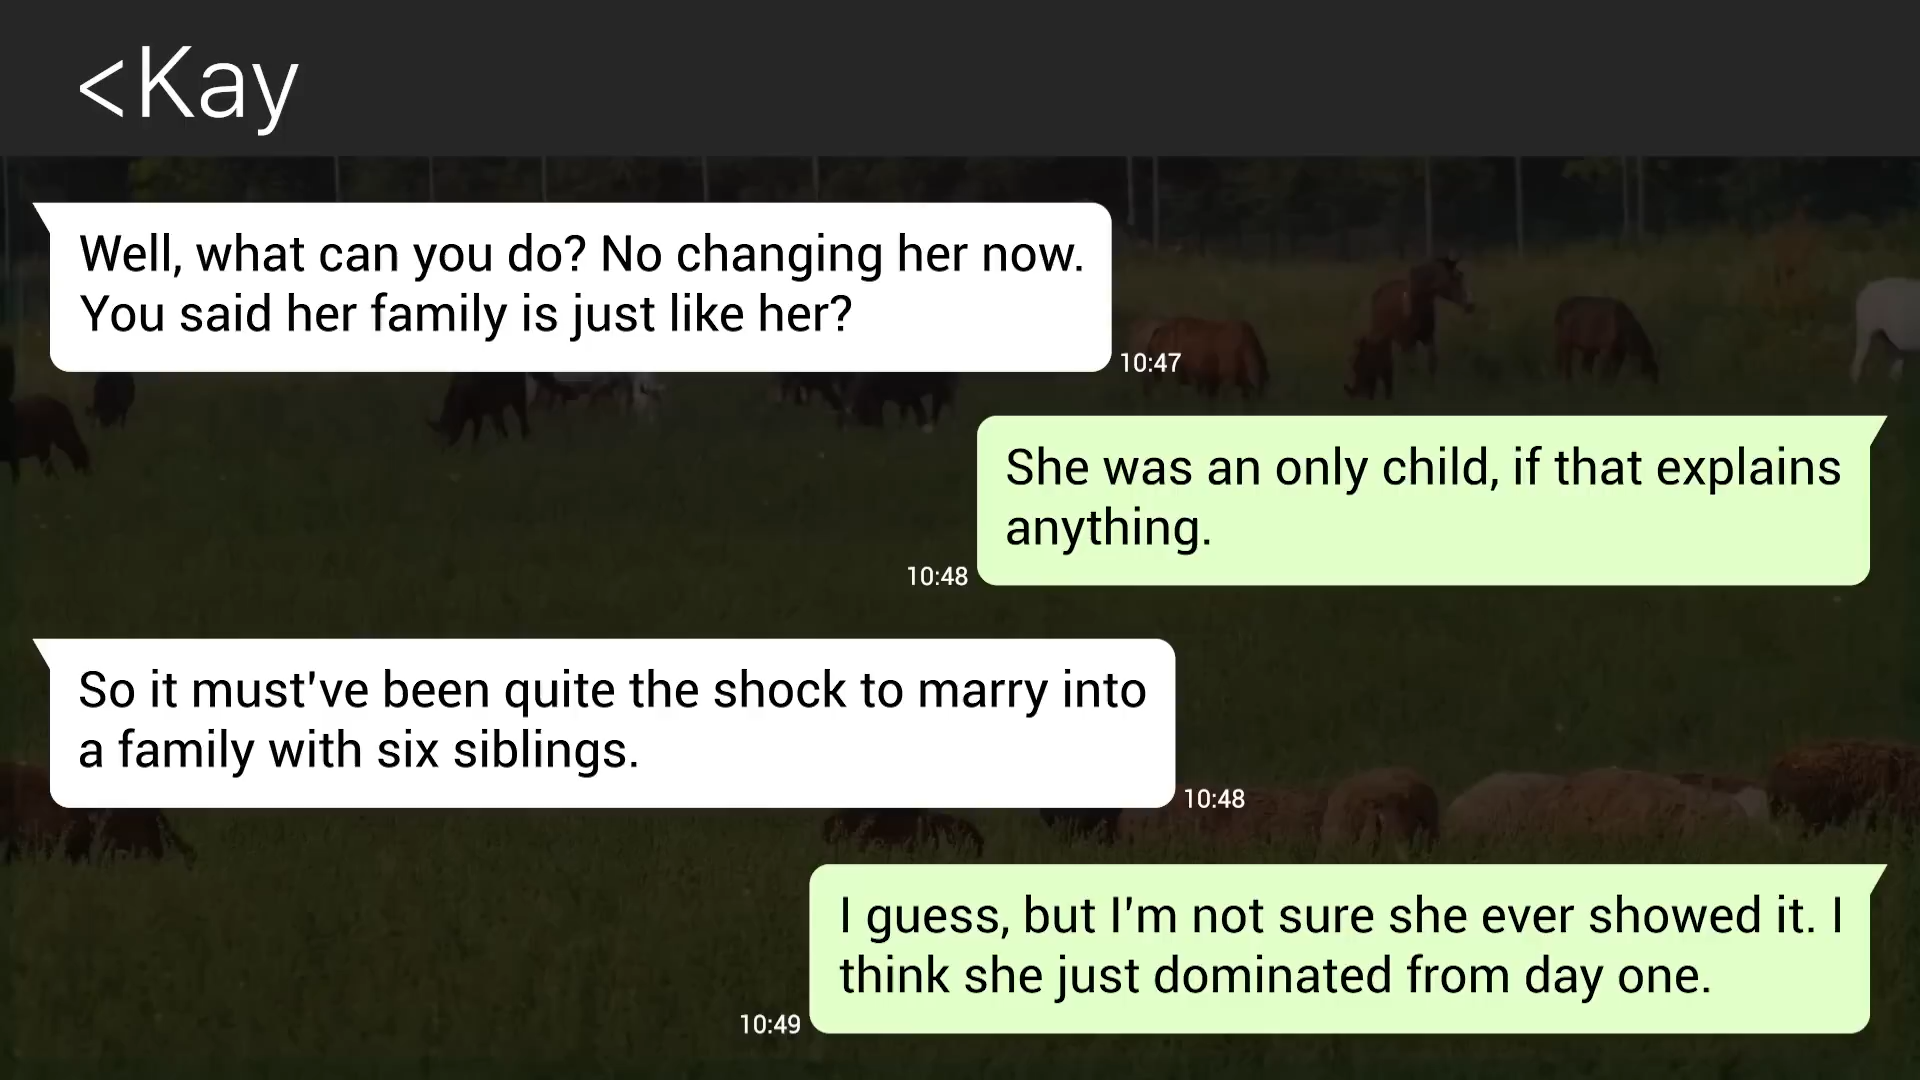 <Kay
Well, what can you do? No changing her now.
You said her family is just like her?
10:47
She was an only child, if that explains
anything.
10:48
So it must've been quite the shock to marry into
a family with six siblings.
10:48
I guess, but I'm not sure she ever showed it. I
think she just dominated from day one.
10:49